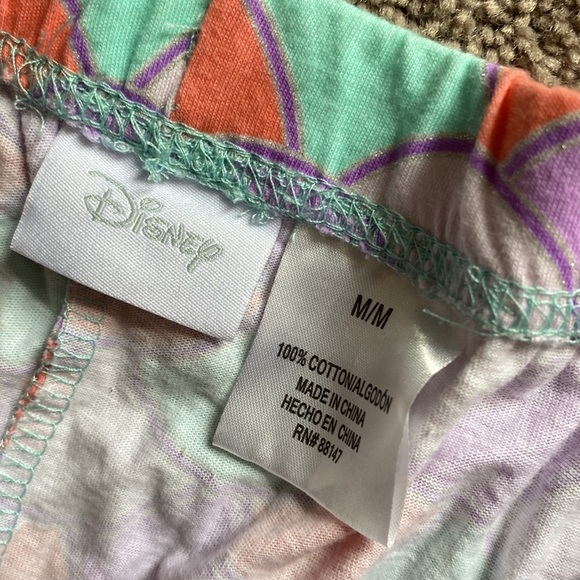 Disney
M/M
100% COTTON/ALGODÓN
MADE IN CHINA
HECHO EN CHINA
RN# 88147